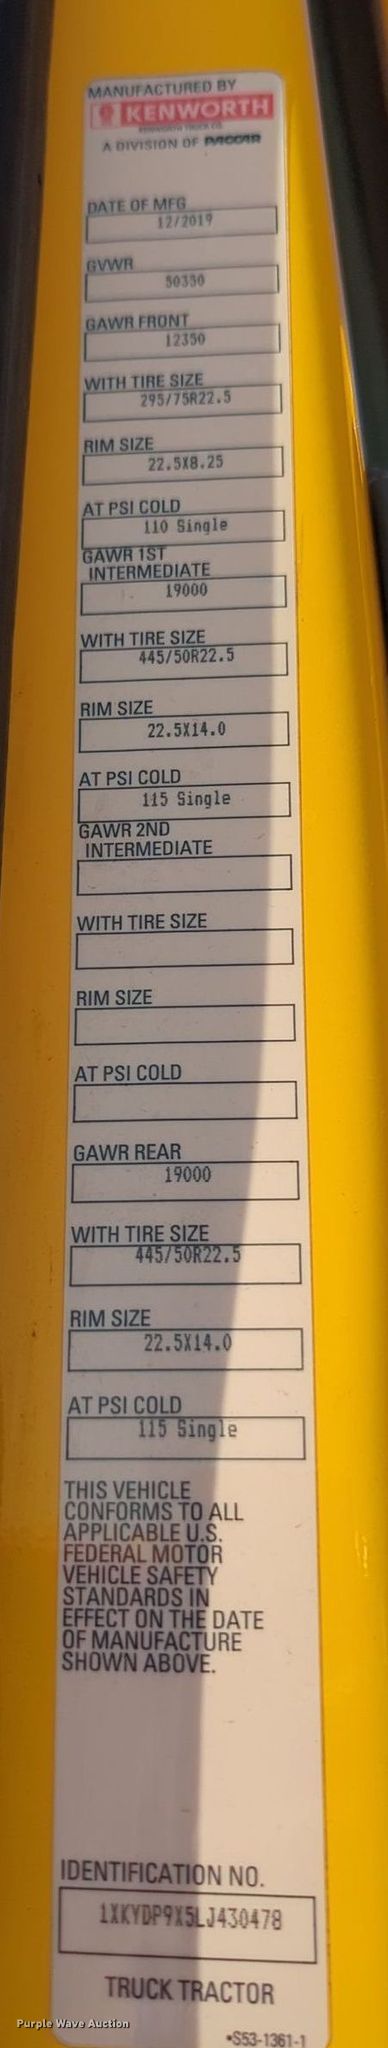 MANUFACTURED BY
KENWORTH
KENWORTH TRUCK CO.
A DIVISION OF PACCAR
DATE OF MFG
12/2019
GVWR
50350
GAWR FRONT
12350
WITH TIRE SIZE
295/75R22.5
RIM SIZE
22.5X8.25
AT PSI COLD
110 Single
GAWR 1ST
INTERMEDIATE
19000
WITH TIRE SIZE
445/50R22.5
RIM SIZE
22.5X14.0
AT PSI COLD
115 Single
GAWR 2ND
INTERMEDIATE
WITH TIRE SIZE
RIM SIZE
AT PSI COLD
GAWR REAR
19000
WITH TIRE SIZE
445/50R22.5
RIM SIZE
22.5X14.0
AT PSI COLD
115 Single
THIS VEHICLE
CONFORMS TO ALL
APPLICABLE U.S.
FEDERAL MOTOR
VEHICLE SAFETY
STANDARDS IN
EFFECT ON THE DATE
OF MANUFACTURE
SHOWN ABOVE.
IDENTIFICATION NO.
1XKYDP9X5LJ430478
TRUCK TRACTOR
Purple Wave Auction
*S53-1361-1